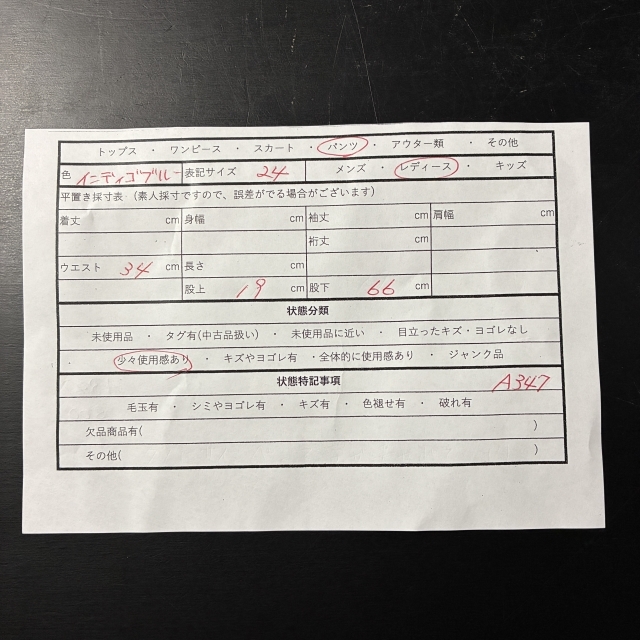 トップス ・ ワンピース ・ スカート ・ パンツ ・ アウター類 ・ その他
色 インディゴブルー 表記サイズ 24 メンズ ・ レディース ・ キッズ
平置き採寸表 (素人採寸ですので、誤差がでる場合がございます)
着丈 cm 身幅 cm 袖丈 cm 肩幅 cm
裄丈 cm
ウエスト 34 cm 長さ cm
股上 19 cm 股下 66 cm
状態分類
未使用品 ・ タグ有(中古品扱い) ・ 未使用品に近い ・ 目立ったキズ・ヨゴレなし
・ 少々使用感あり ・ キズやヨゴレ有 ・全体的に使用感あり ・ ジャンク品
状態特記事項 A347
毛玉有 ・ シミやヨゴレ有 ・ キズ有 ・ 色褪せ有 ・ 破れ有
欠品商品有( )
その他( )